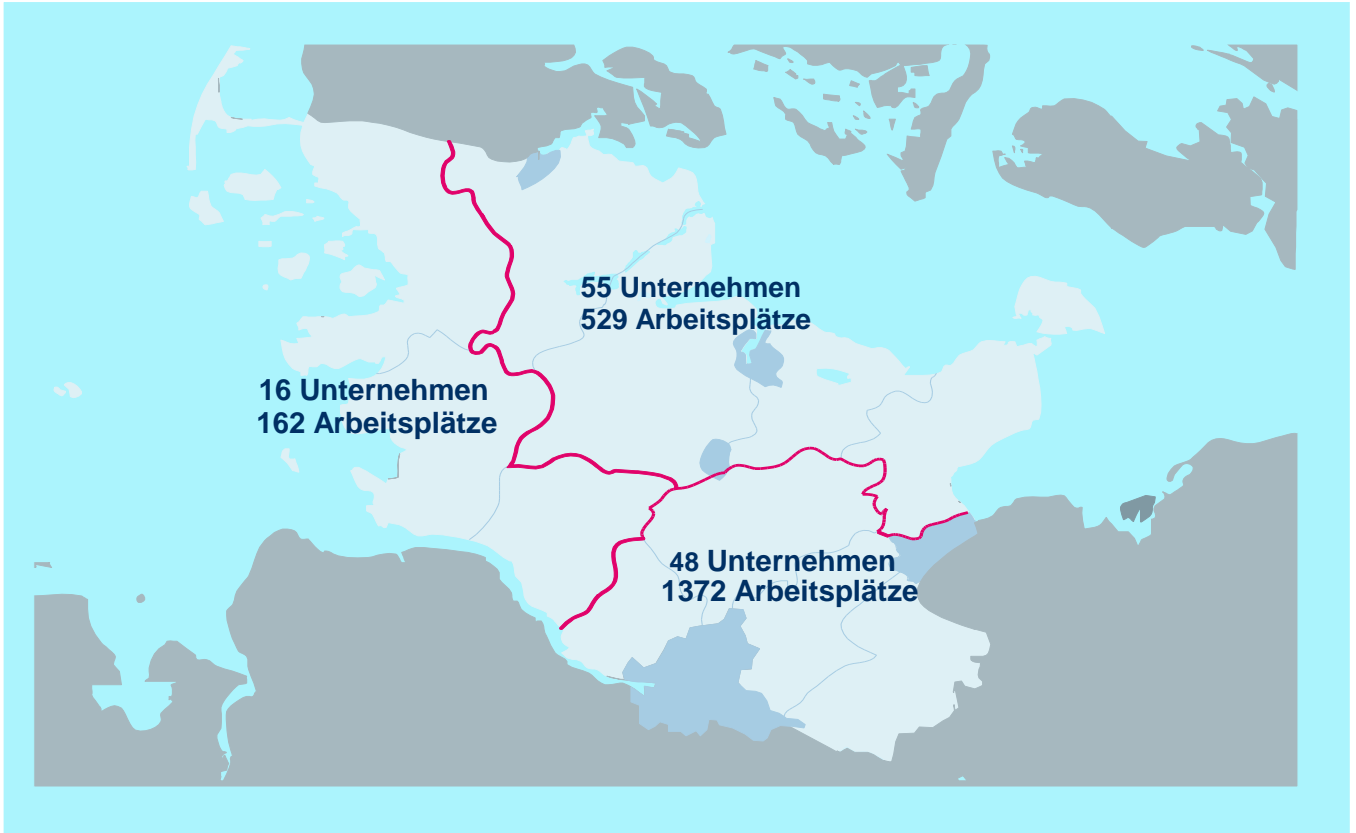 55 Unternehmen
529 Arbeitsplätze
16 Unternehmen
162 Arbeitsplätze
48 Unternehmen
1372 Arbeitsplätze